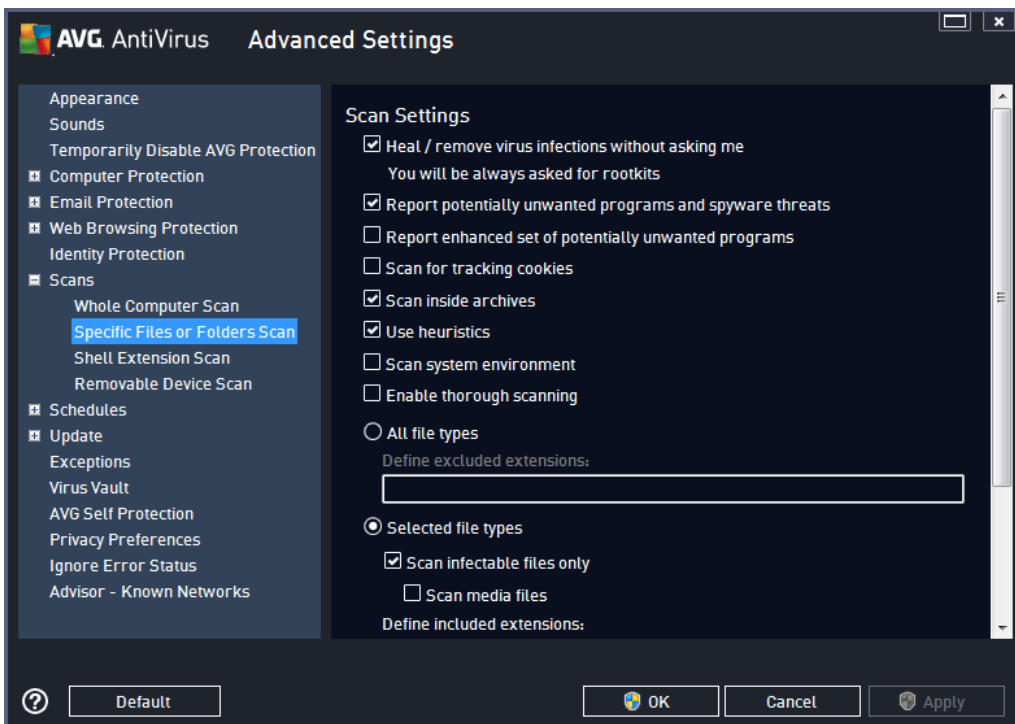 AVG. AntiVirus Advanced Settings
Appearance
Sounds
Temporarily Disable AVG Protection
Computer Protection
Email Protection
Web Browsing Protection
Identity Protection
Scans
Whole Computer Scan
Specific Files or Folders Scan
Shell Extension Scan
Removable Device Scan
Schedules
Update
Exceptions
Virus Vault
AVG Self Protection
Privacy Preferences
Ignore Error Status
Advisor - Known Networks
Scan Settings
Heal / remove virus infections without asking me
You will be always asked for rootkits
Report potentially unwanted programs and spyware threats
Report enhanced set of potentially unwanted programs
Scan for tracking cookies
Scan inside archives
Use heuristics
Scan system environment
Enable thorough scanning
All file types
Define excluded extensions:
Selected file types
Scan infectable files only
Scan media files
Define included extensions:
? Default OK Cancel Apply